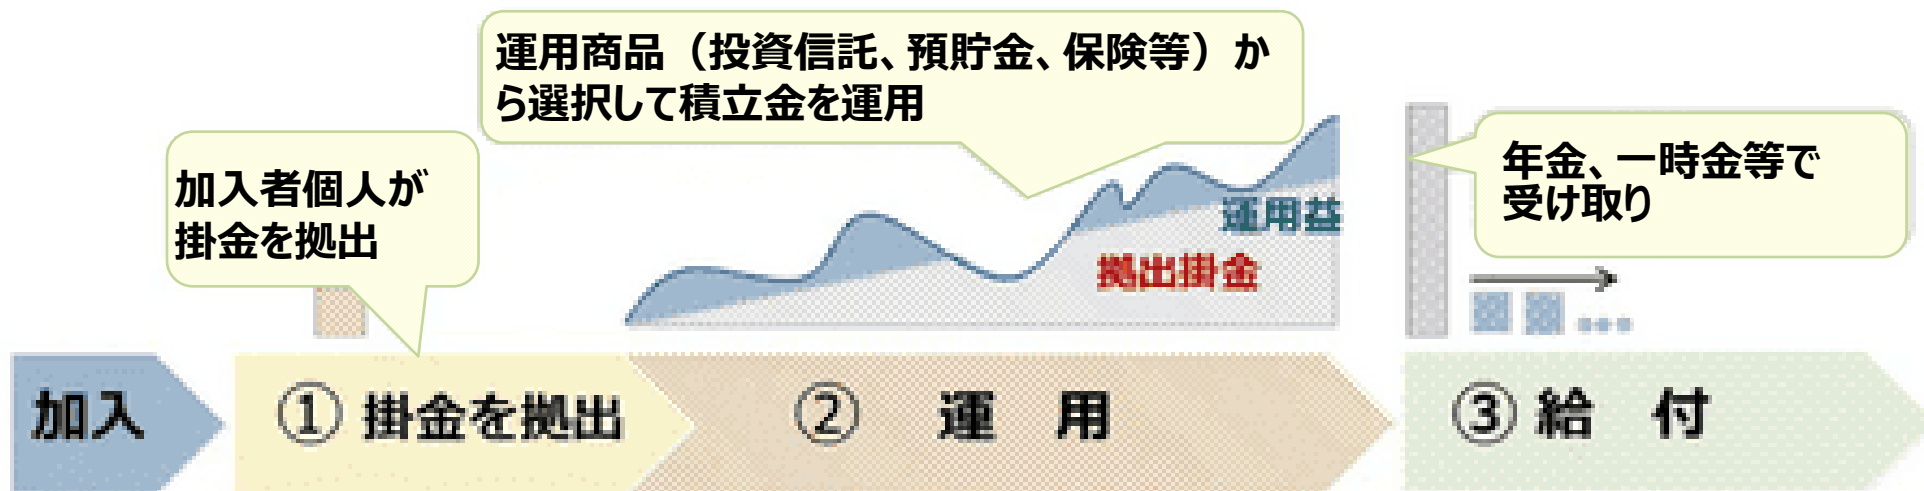 運用商品（投資信託、預貯金、保険等）か
ら選択して積立金を運用
加入者個人が
掛金を拠出
年金、一時金等で
受け取り
運用益
拠出掛金
加入
① 掛金を拠出
② 運 用
③ 給 付